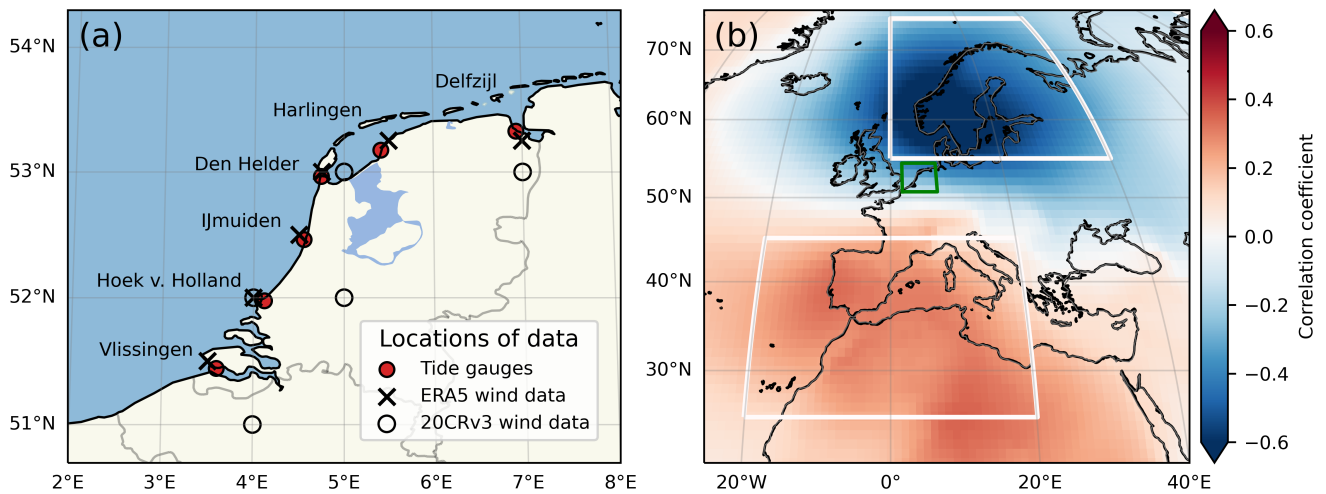 (a)
54°N
53°N
52°N
51°N
2°E
3°E
4°E
5°E
6°E
7°E
8°E
Delfzijl
Harlingen
Den Helder
IJmuiden
Hoek v. Holland
Vlissingen
Locations of data
Tide gauges
ERA5 wind data
20CRv3 wind data
(b)
70°N
60°N
50°N
40°N
30°N
20°W
0°
20°E
40°E
0.6
0.4
0.2
0.0
−0.2
−0.4
−0.6
Correlation coefficient